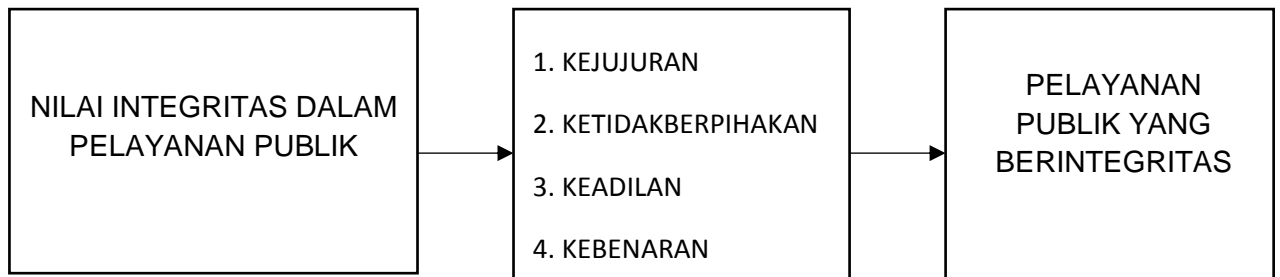 NILAI INTEGRITAS DALAM
PELAYANAN PUBLIK
1. KEJUJURAN
2. KETIDAKBERPIHAKAN
3. KEADILAN
4. KEBENARAN
PELAYANAN
PUBLIK YANG
BERINTEGRITAS